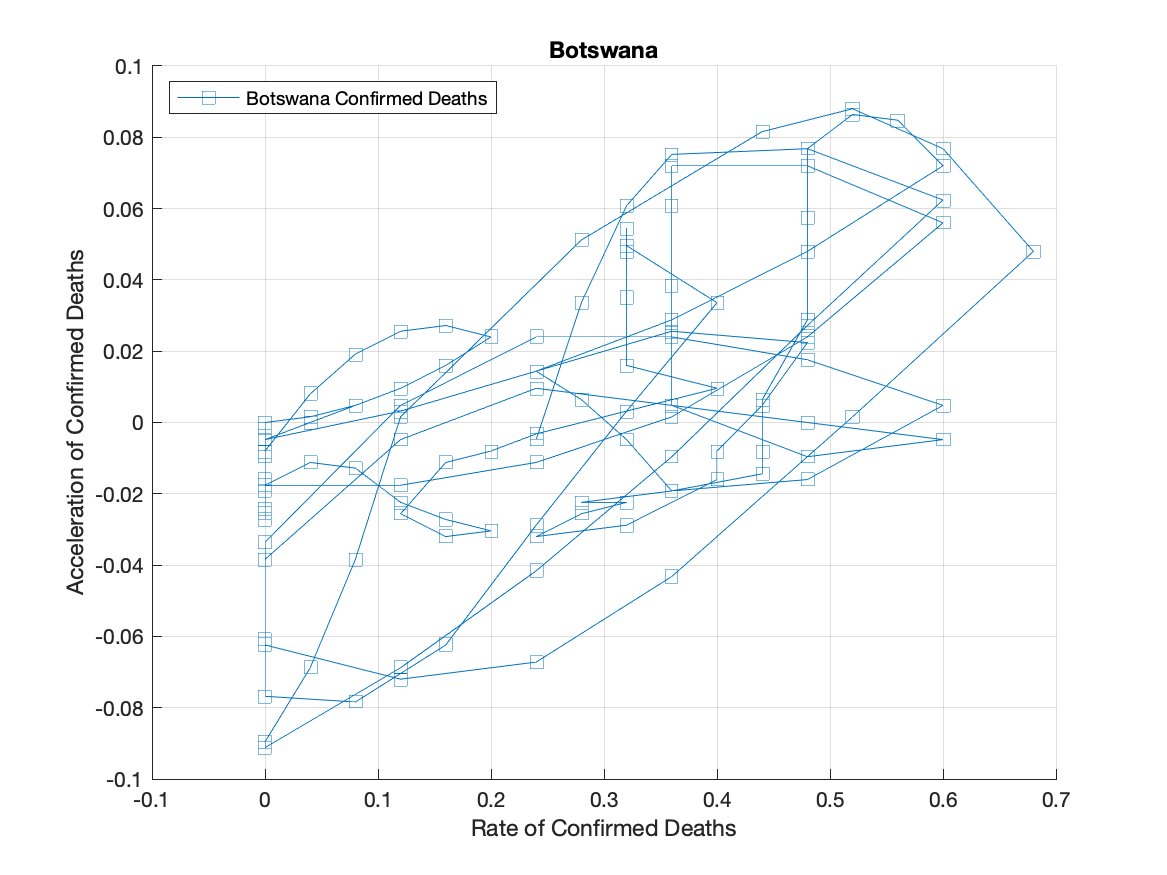 Botswana
Botswana Confirmed Deaths
0.1
0.08
0.06
0.04
0.02
0
-0.02
-0.04
-0.06
-0.08
-0.1
Acceleration of Confirmed Deaths
-0.1 0 0.1 0.2 0.3 0.4 0.5 0.6 0.7
Rate of Confirmed Deaths